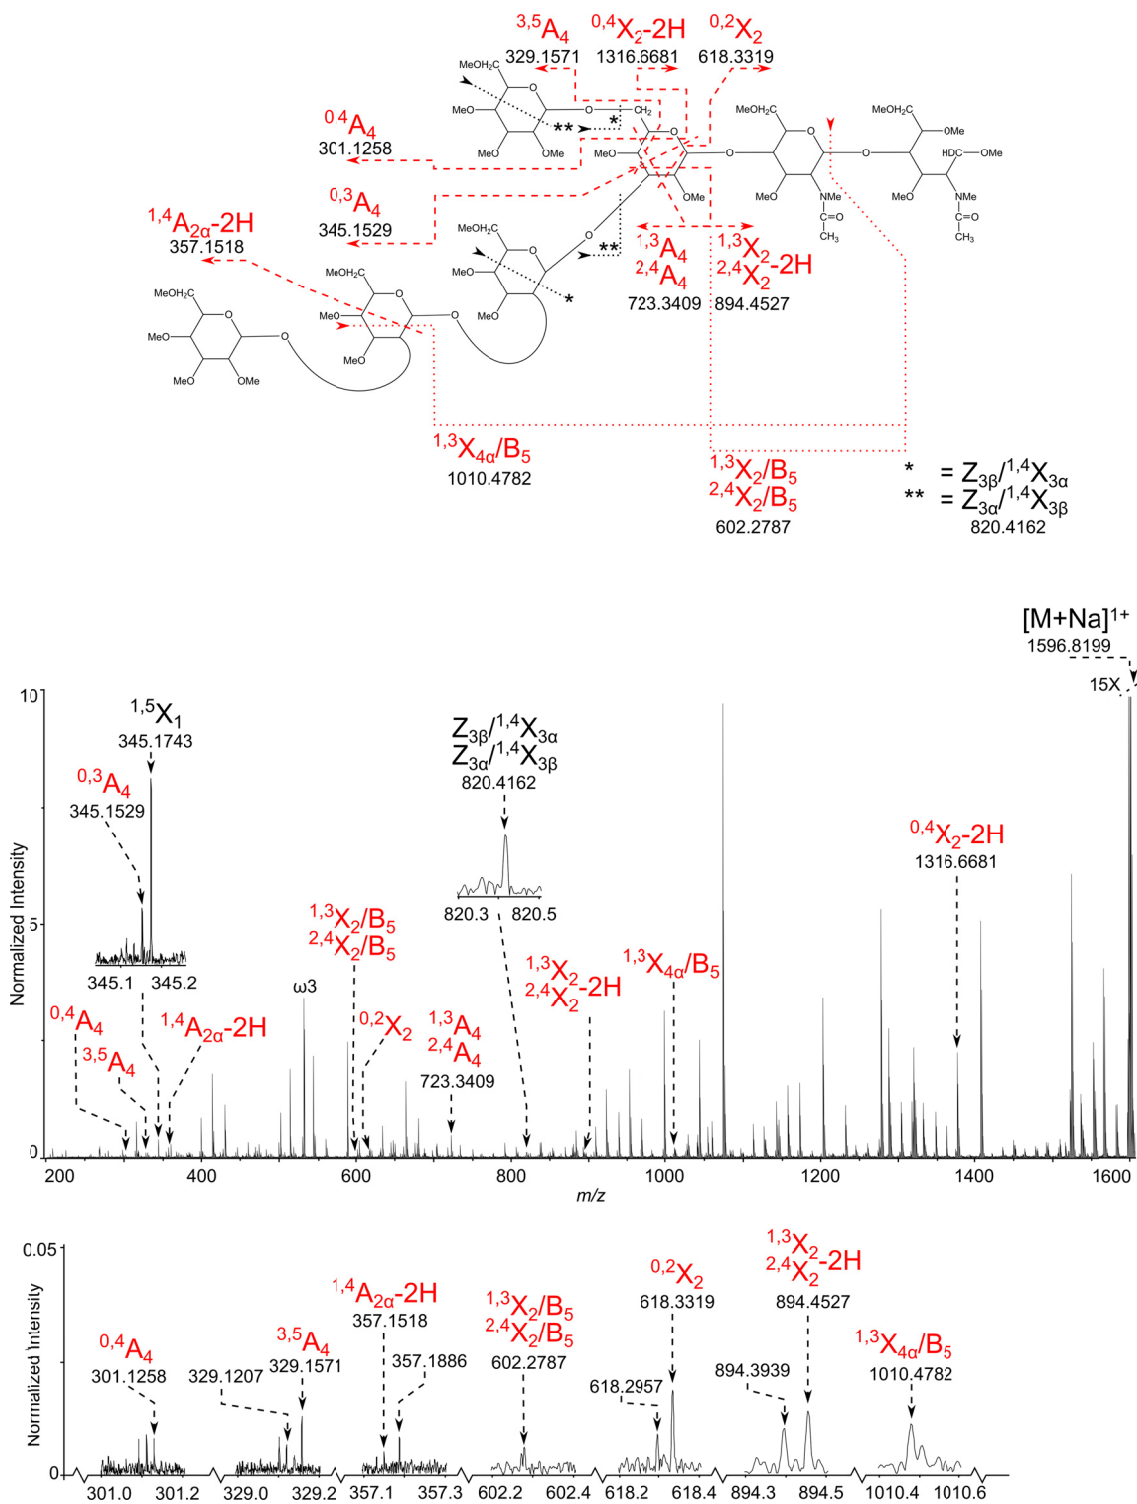 3,5A4 0,4X2-2H 0,2X2
329.1571 1316.6681 618.3319
MeOH2C
MeO
O
O
CH2
MeO
OMe
O
MeO
OMe
O
MeOH2C
O
MeO
NMe
C=O
CH3
O
MeOH2C
OMe
HDC
OMe
MeO
NMe
C=O
CH3
0 4A4
301.1258
0,3A4
345.1529
1,4A2α-2H
357.1518
MeOH2C
O
MeO
MeO
O
MeOH2C
O
MeO
MeO
O
MeOH2C
O
MeO
MeO
OMe
O
* ** ** *
1,3A4 1,3X2
2,4A4 2,4X2 -2H
723.3409 894.4527
1,3X4α/B5
1010.4782
1,3X2/B5
2,4X2/B5
602.2787
* = Z3β/1,4X3α
** = Z3α/1,4X3β
820.4162
[M+Na]1+
1596.8199
15X
10
5
0
Normalized Intensity
1,5X1
345.1743
0,3A4
345.1529
345.1 345.2
0,4A4
3,5A4
1,4A2α-2H
ω3
1,3X2/B5
2,4X2/B5
0,2X2
1,3A4
2,4A4
723.3409
Z3β/1,4X3α
Z3α/1,4X3β
820.4162
820.3 820.5
1,3X2
2,4X2 -2H
1,3X4α/B5
0,4X2-2H
1316.6681
200 400 600 800 1000 1200 1400 1600
m/z
0.05
0
Normalized Intensity
0,4A4
301.1258
329.1207
3,5A4
329.1571
1,4A2α-2H
357.1518
357.1886
1,3X2/B5
2,4X2/B5
602.2787
618.2957
0,2X2
618.3319
894.3939
1,3X2
2,4X2 -2H
894.4527
1,3X4α/B5
1010.4782
301.0 301.2 329.0 329.2 357.1 357.3 602.2 602.4 618.2 618.4 894.3 894.5 1010.4 1010.6